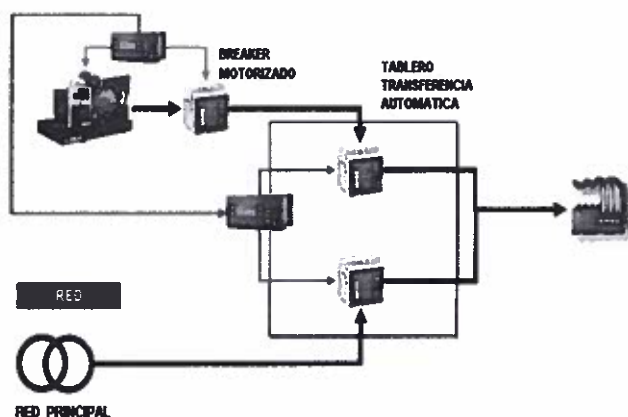 BREAKER
MOTORIZADO
TABLERO
TRANSFERENCIA
AUTOMATICA
RED
RED PRINCIPAL